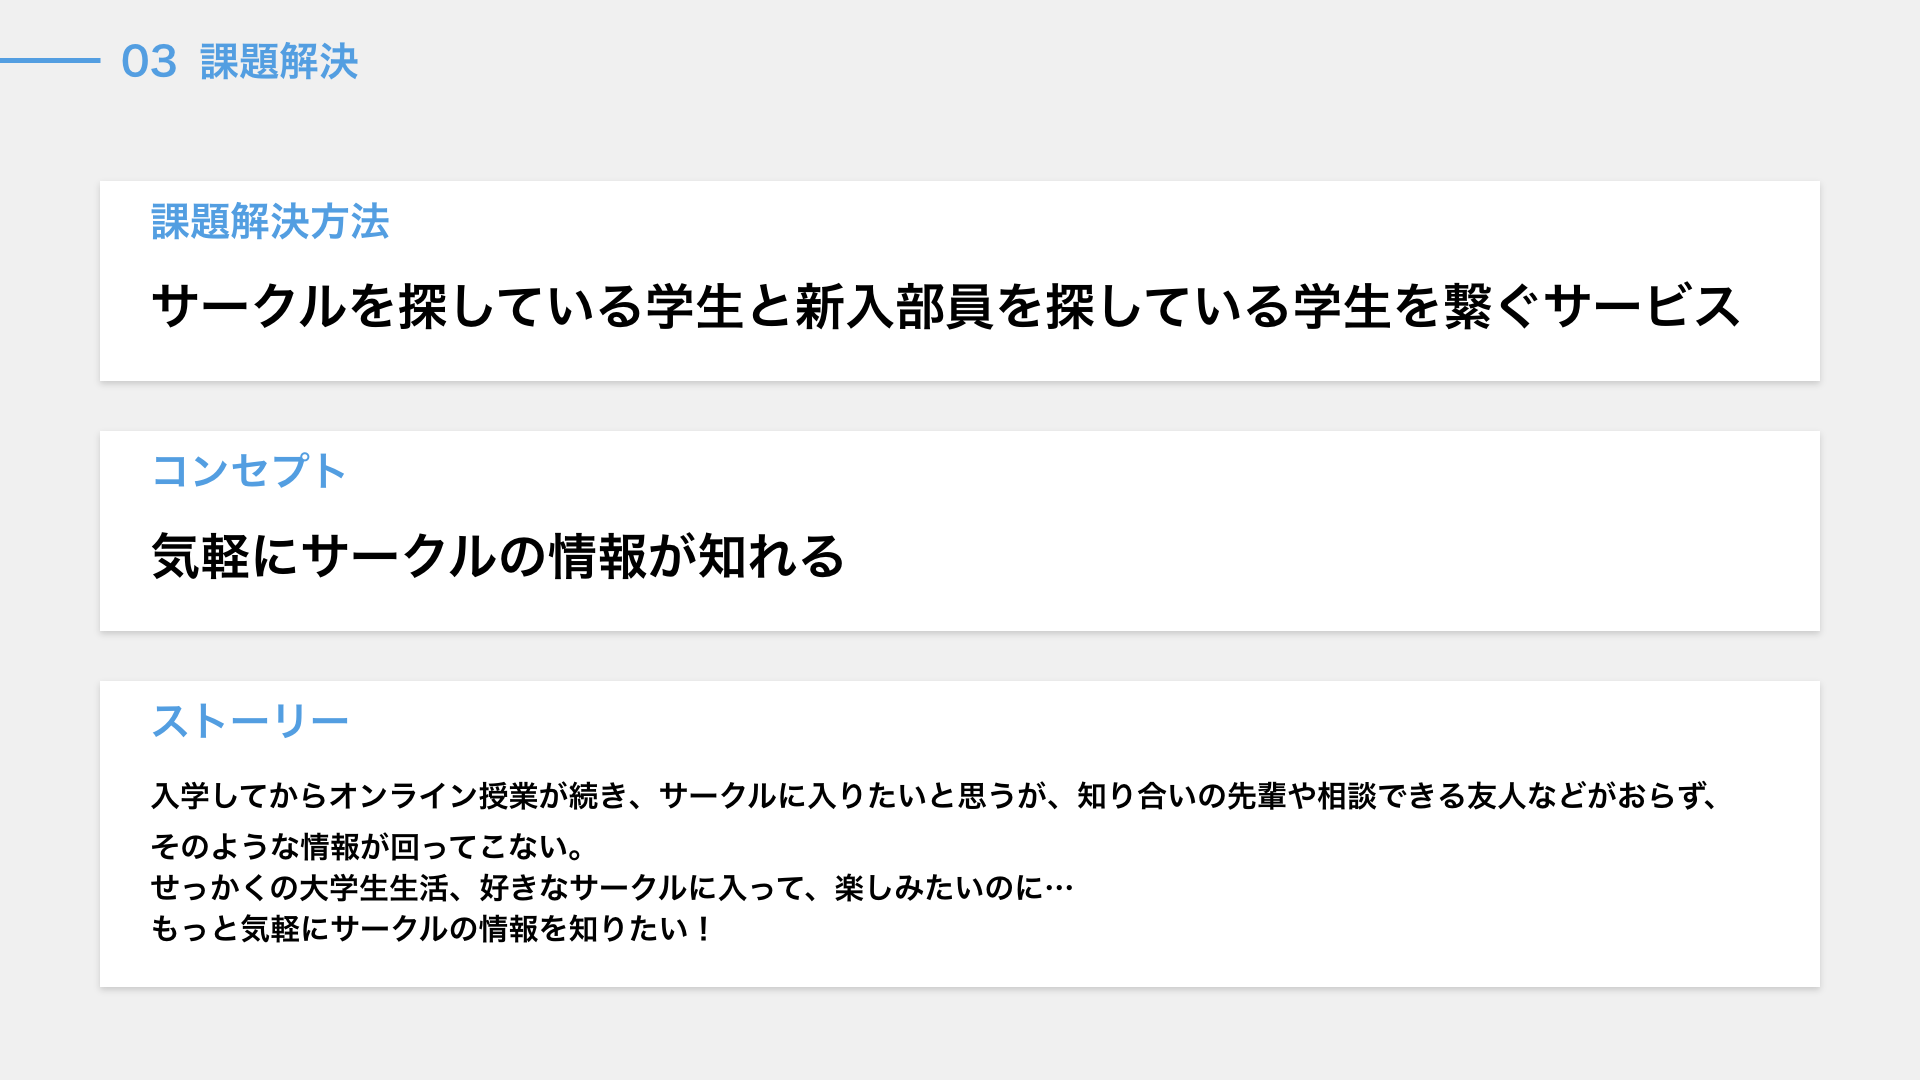 03 課題解決
課題解決方法
サークルを探している学生と新入部員を探している学生を繋ぐサービス
コンセプト
気軽にサークルの情報が知れる
ストーリー
入学してからオンライン授業が続き、サークルに入りたいと思うが、知り合いの先輩や相談できる友人などがおらず、
そのような情報が回ってこない。
せっかくの大学生生活、好きなサークルに入って、楽しみたいのに…
もっと気軽にサークルの情報を知りたい！